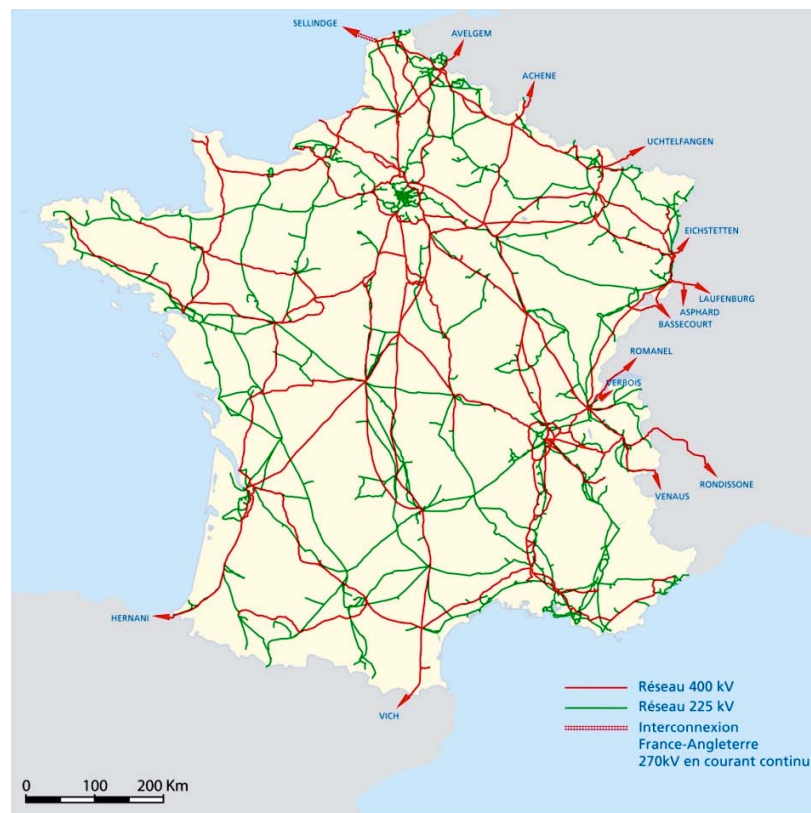 SELLINDGE
AVELGEM
ACHENE
UCHTELFANGEN
EICHSTETTEN
LAUFENBURG
ASPHARD
BASSECOURT
ROMANEL
VERBOIS
RONDISSONE
VENAUS
HERNANI
VICH
Réseau 400 kV
Réseau 225 kV
Interconnexion
France-Angleterre
270kV en courant continu
0 100 200 Km